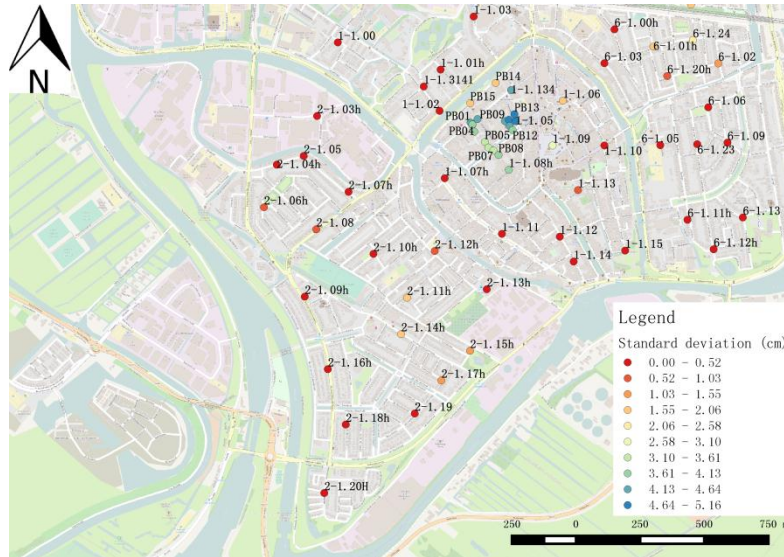 1-1.03
6-1.00h
1-1.00
6-1.24
6-1.01h
1-1.01h
6-1.03
6-1.02
N
1-1.3141
PB14
6-1.20h
1-1.134
1-1.06
PB15
2-1.03h
1-1.02
PB13
6-1.06
PB01
PB09
1-1.05
PB04
PB05
PB12
2-1.05
1-1.09
6-1.05
6-1.09
PB08
1-1.10
6-1.23
2-1.04h
PB07
1-1.08h
1-1.07h
2-1.07h
1-1.13
2-1.06h
6-1.11h
6-1.13
2-1.08
1-1.11
1-1.12
2-1.10h
2-1.12h
1-1.15
6-1.12h
1-1.14
2-1.13h
2-1.09h
2-1.11h
2-1.14h
2-1.15h
2-1.16h
2-1.17h
2-1.18h
2-1.19
2-1.20H
Legend
Standard deviation (cm)
0.00 - 0.52
0.52 - 1.03
1.03 - 1.55
1.55 - 2.06
2.06 - 2.58
2.58 - 3.10
3.10 - 3.61
3.61 - 4.13
4.13 - 4.64
4.64 - 5.16
250 0 250 500 750 m